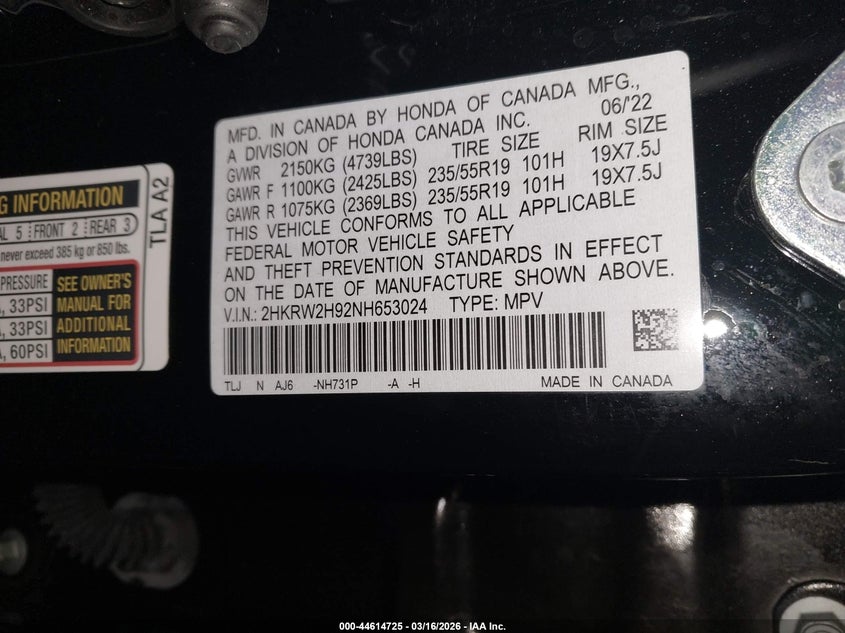 MFD. IN CANADA BY HONDA OF CANADA MFG.,
A DIVISION OF HONDA CANADA INC. 06/'22
GVWR 2150KG (4739LBS) TIRE SIZE RIM SIZE
GAWR F 1100KG (2425LBS) 235/55R19 101H 19X7.5J
GAWR R 1075KG (2369LBS) 235/55R19 101H 19X7.5J
THIS VEHICLE CONFORMS TO ALL APPLICABLE
FEDERAL MOTOR VEHICLE SAFETY
AND THEFT PREVENTION STANDARDS IN EFFECT
ON THE DATE OF MANUFACTURE SHOWN ABOVE.
V.I.N.: 2HKRW2H92NH653024 TYPE: MPV
TLJ N AJ6 -NH731P -A -H MADE IN CANADA
G INFORMATION
AL 5 FRONT 2 REAR 3
never exceed 385 kg or 850 lbs.
PRESSURE SEE OWNER'S
, 33PSI MANUAL FOR
, 33PSI ADDITIONAL
, 60PSI INFORMATION
TLA A2
000-44614725 — 03/16/2026 — IAA Inc.